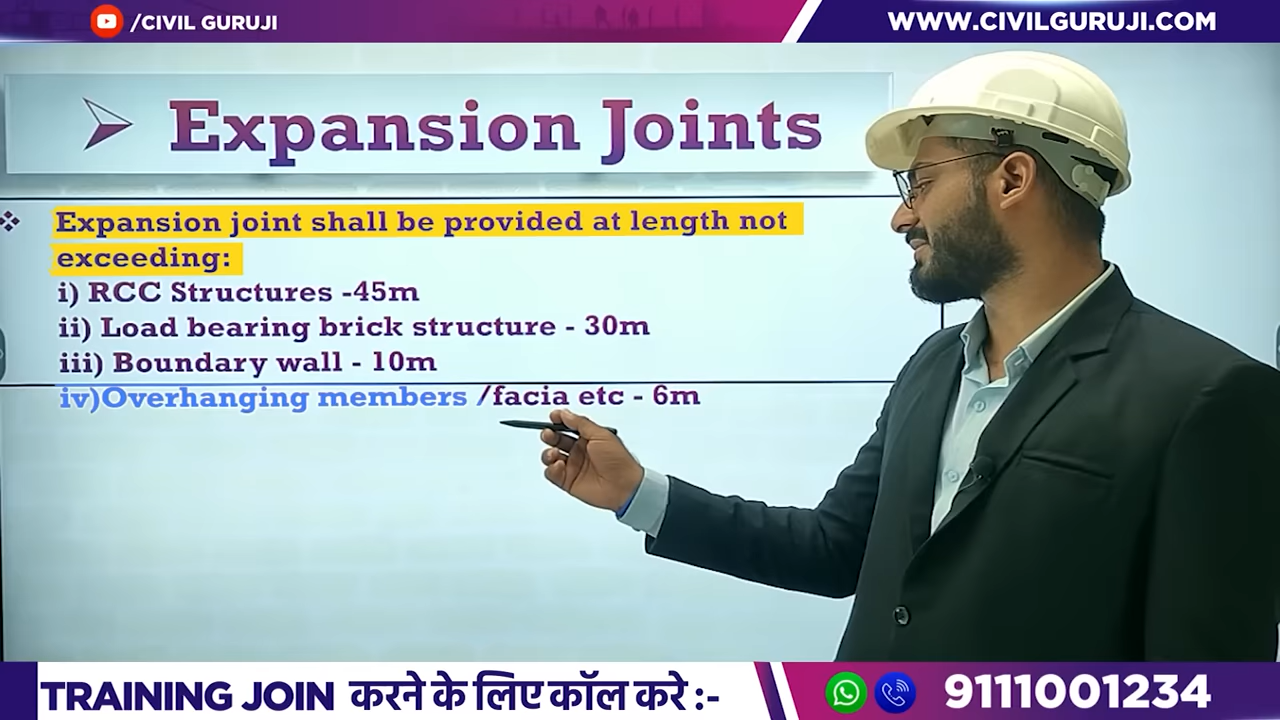 /CIVIL GURUJI
WWW.CIVILGURUJI.COM
Expansion Joints
Expansion joint shall be provided at length not
exceeding:
i) RCC Structures -45m
ii) Load bearing brick structure - 30m
iii) Boundary wall - 10m
iv)Overhanging members /facia etc - 6m
TRAINING JOIN करने के लिए कॉल करे :-
9111001234